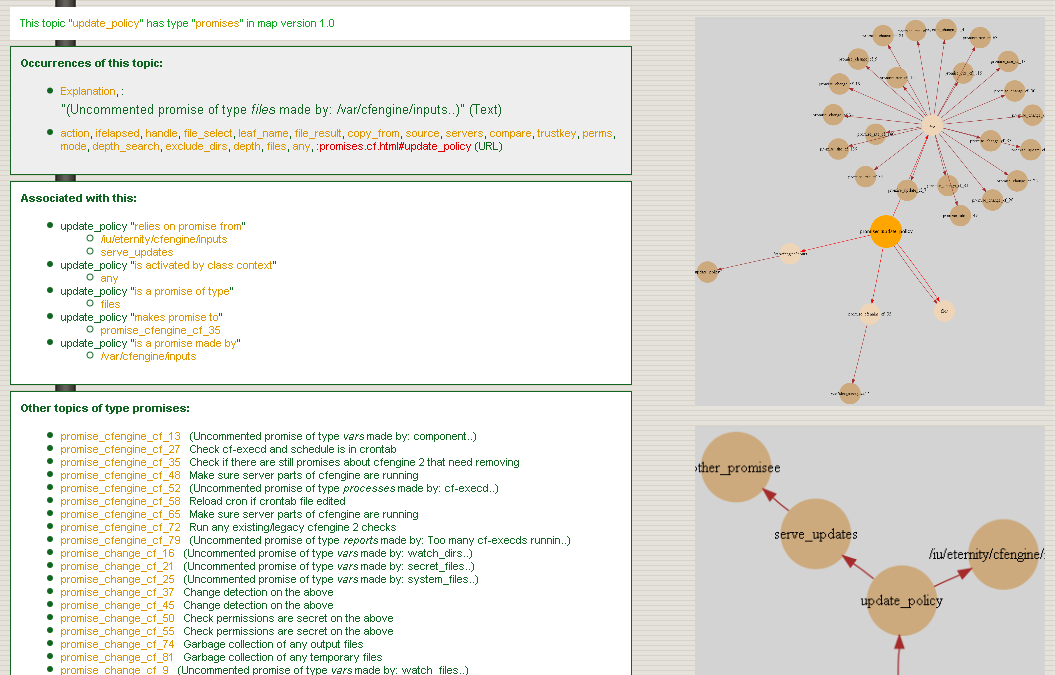 This topic "update_policy" has type "promises" in map version 1.0
Occurrences of this topic:
Explanation, :
"(Uncommented promise of type files made by: /var/cfengine/inputs..)" (Text)
action, ifelapsed, handle, file_select, leaf_name, file_result, copy_from, source, servers, compare, trustkey, perms,
mode, depth_search, exclude_dirs, depth, files, any, :promises.cf.html#update_policy (URL)
Associated with this:
update_policy "relies on promise from"
/iu/eternity/cfengine/inputs
serve_updates
update_policy "is activated by class context"
any
update_policy "is a promise of type"
files
update_policy "makes promise to"
promise_cfengine_cf_35
update_policy "is a promise made by"
/var/cfengine/inputs
Other topics of type promises:
promise_cfengine_cf_13 (Uncommented promise of type vars made by: component..)
promise_cfengine_cf_27 Check cf-execd and schedule is in crontab
promise_cfengine_cf_35 Check if there are still promises about cfengine 2 that need removing
promise_cfengine_cf_48 Make sure server parts of cfengine are running
promise_cfengine_cf_52 (Uncommented promise of type processes made by: cf-execd..)
promise_cfengine_cf_58 Reload cron if crontab file edited
promise_cfengine_cf_65 Make sure server parts of cfengine are running
promise_cfengine_cf_72 Run any existing/legacy cfengine 2 checks
promise_cfengine_cf_79 (Uncommented promise of type reports made by: Too many cf-execds runnin..)
promise_change_cf_16 (Uncommented promise of type vars made by: watch_dirs..)
promise_change_cf_21 (Uncommented promise of type vars made by: secret_files..)
promise_change_cf_25 (Uncommented promise of type vars made by: system_files..)
promise_change_cf_37 Change detection on the above
promise_change_cf_45 Change detection on the above
promise_change_cf_50 Check permissions are secret on the above
promise_change_cf_55 Check permissions are secret on the above
promise_change_cf_74 Garbage collection of any output files
promise_change_cf_81 Garbage collection of any temporary files
promise_change_cf_9 (Uncommented promise of type vars made by: watch_files..)
promise_update_policy
other_promisee
serve_updates
/iu/eternity/cfengine/
update_policy